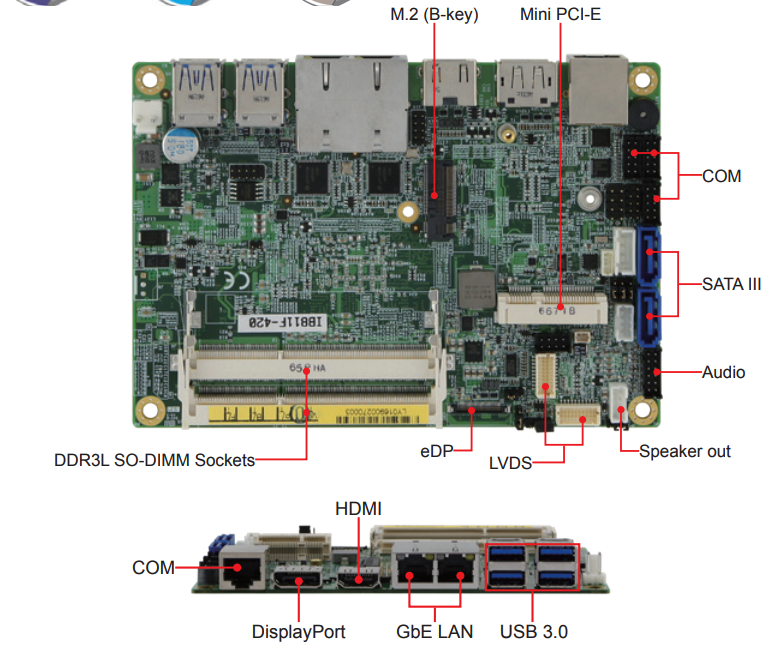 M.2 (B-key)
Mini PCI-E
COM
SATA III
IB811F-420
Audio
LY01690027000S
eDP
LVDS
Speaker out
DDR3L SO-DIMM Sockets
HDMI
COM
DisplayPort
GbE LAN
USB 3.0